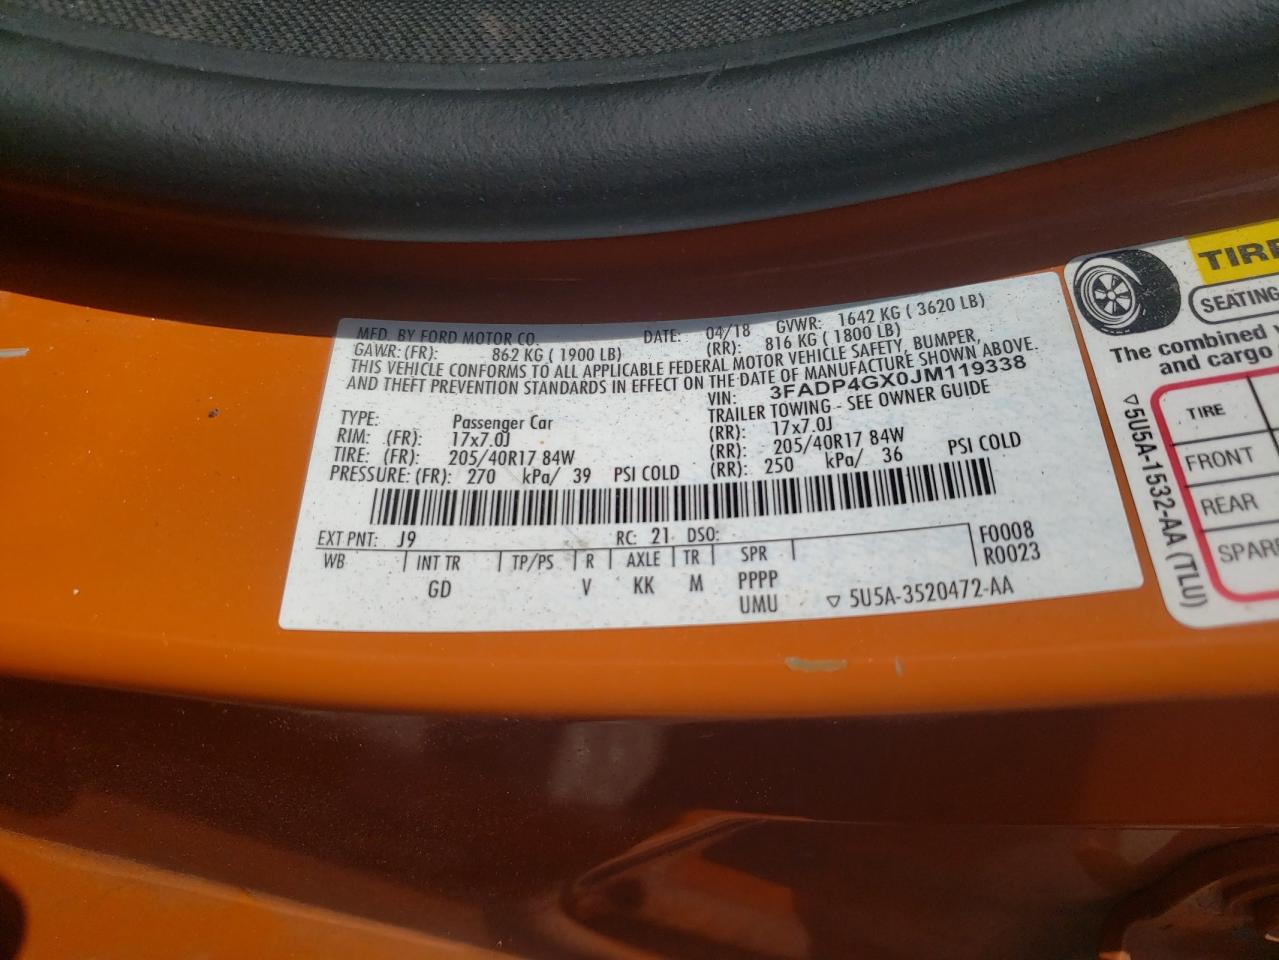 MFD. BY FORD MOTOR CO. DATE: 04/18 GVWR: 1642 KG ( 3620 LB)
GAWR: (FR): 862 KG ( 1900 LB) (RR): 816 KG ( 1800 LB)
THIS VEHICLE CONFORMS TO ALL APPLICABLE FEDERAL MOTOR VEHICLE SAFETY, BUMPER,
AND THEFT PREVENTION STANDARDS IN EFFECT ON THE DATE OF MANUFACTURE SHOWN ABOVE.
VIN: 3FADP4GX0JM119338
TYPE: Passenger Car TRAILER TOWING - SEE OWNER GUIDE
RIM: (FR): 17x7.0J (RR): 17x7.0J
TIRE: (FR): 205/40R17 84W (RR): 205/40R17 84W
PRESSURE: (FR): 270 kPa/ 39 PSI COLD (RR): 250 kPa/ 36 PSI COLD
EXT PNT: J9 RC: 21 DSO: F0008
WB INT TR TP/PS R AXLE TR SPR R0023
GD V KK M PPPP
UMU ▽ 5U5A-3520472-AA
TIRE
SEATING
The combined
and cargo
TIRE
FRONT
REAR
SPARE
▽5U5A-1532-AA (TLU)